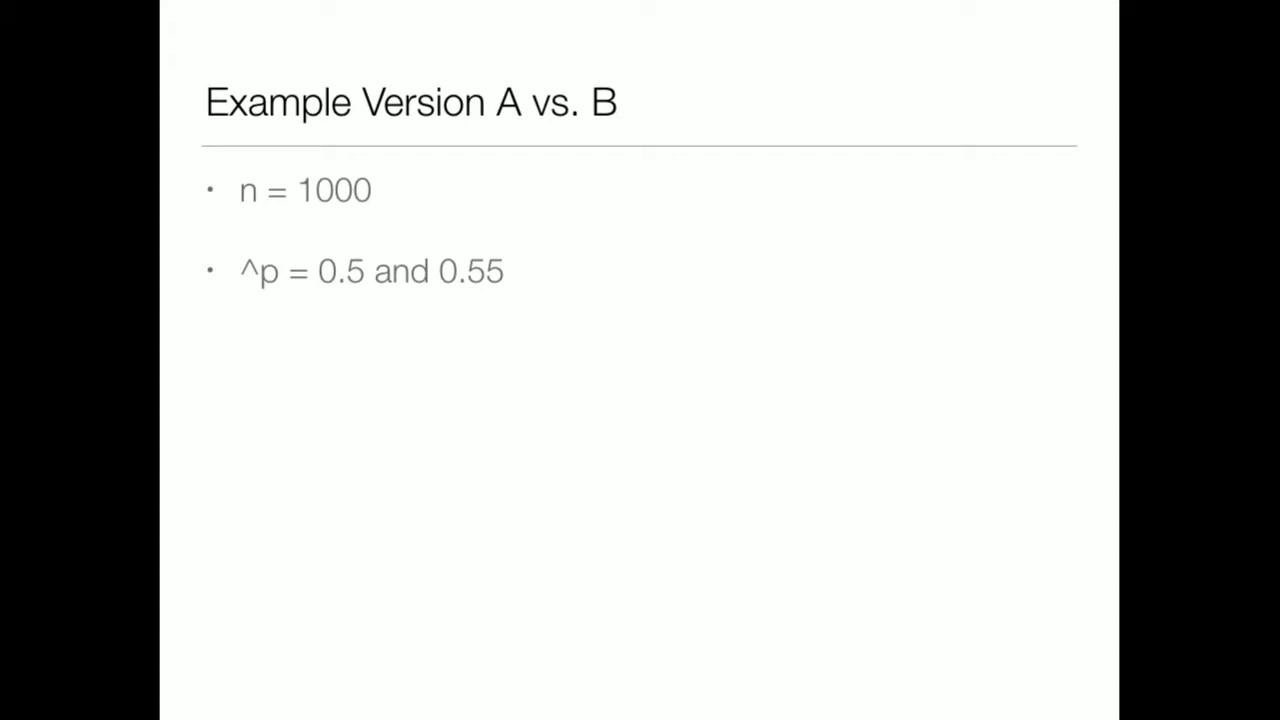 Example Version A vs. B
• n = 1000
• ^p = 0.5 and 0.55